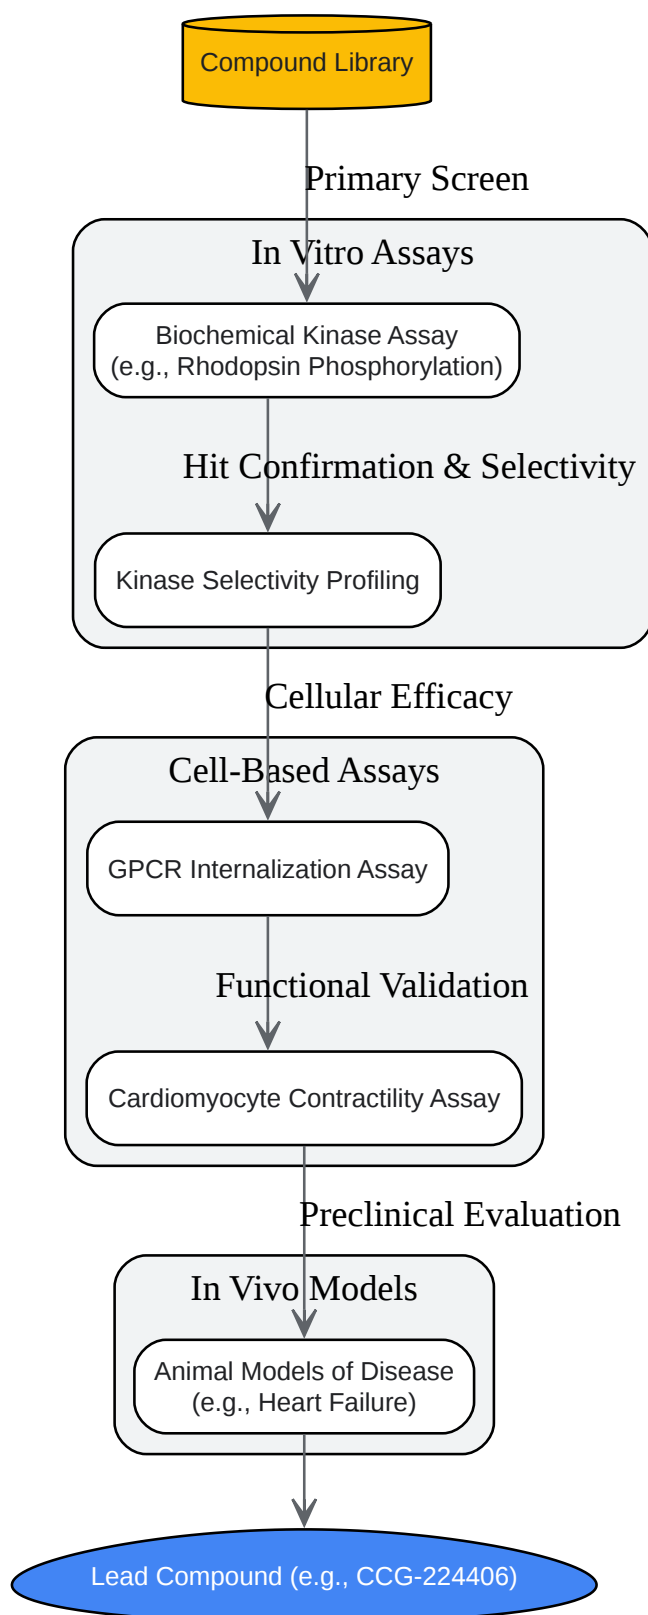 Compound Library
Primary Screen
In Vitro Assays
Biochemical Kinase Assay
(e.g., Rhodopsin Phosphorylation)
Hit Confirmation & Selectivity
Kinase Selectivity Profiling
Cellular Efficacy
Cell-Based Assays
GPCR Internalization Assay
Functional Validation
Cardiomyocyte Contractility Assay
Preclinical Evaluation
In Vivo Models
Animal Models of Disease
(e.g., Heart Failure)
Lead Compound (e.g., CCG-224406)